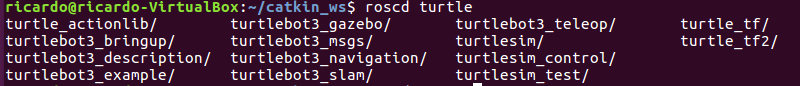 ricardo@ricardo-VirtualBox:~/catkin_ws$ roscd turtle
turtle_actionlib/ turtlebot3_gazebo/ turtlebot3_teleop/ turtle_tf/
turtlebot3_bringup/ turtlebot3_msgs/ turtlesim/ turtle_tf2/
turtlebot3_description/ turtlebot3_navigation/ turtlesim_control/
turtlebot3_example/ turtlebot3_slam/ turtlesim_test/